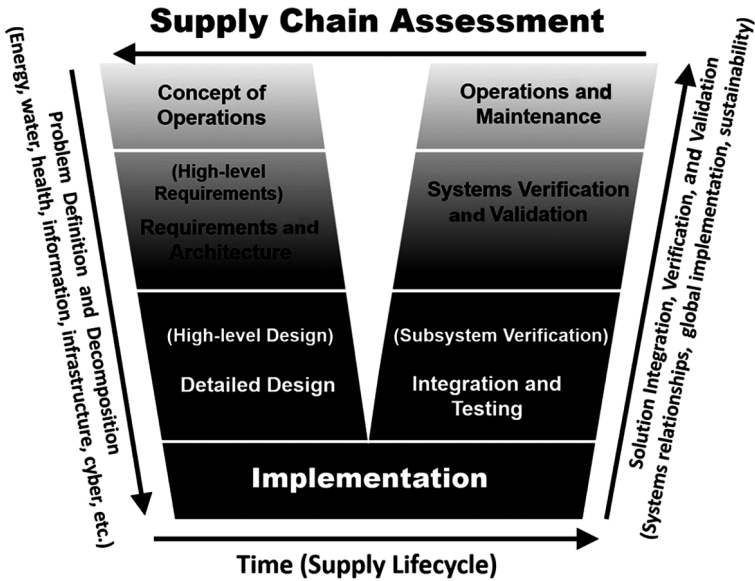 Supply Chain Assessment
(Energy, water, health, information, infrastructure, cyber, etc.)
Problem Definition and Decomposition
Concept of
Operations
(High-level
Requirements)
Requirements and
Architecture
(High-level Design)
Detailed Design
Operations and
Maintenance
Systems Verification
and Validation
(Subsystem Verification)
Integration and
Testing
Implementation
Solution Integration, Verification, and Validation
(Systems relationships, global implementation, sustainability)
Time (Supply Lifecycle)